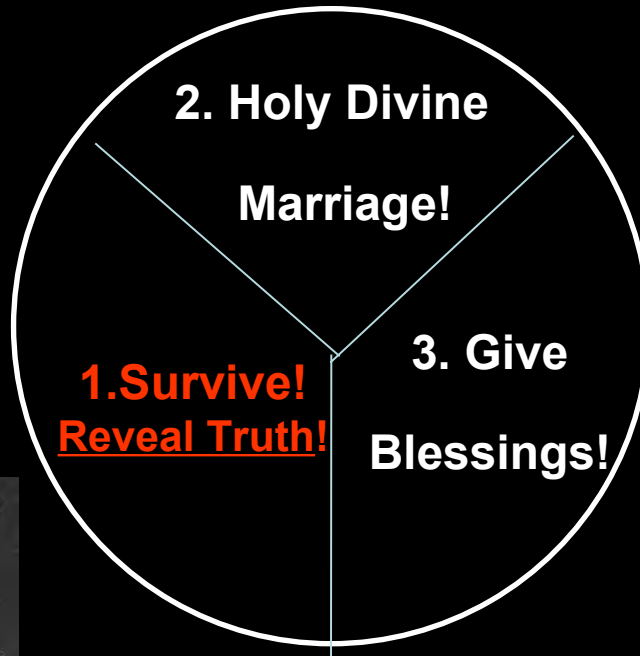 2. Holy Divine
Marriage!
1.Survive!
Reveal Truth!
3. Give
Blessings!